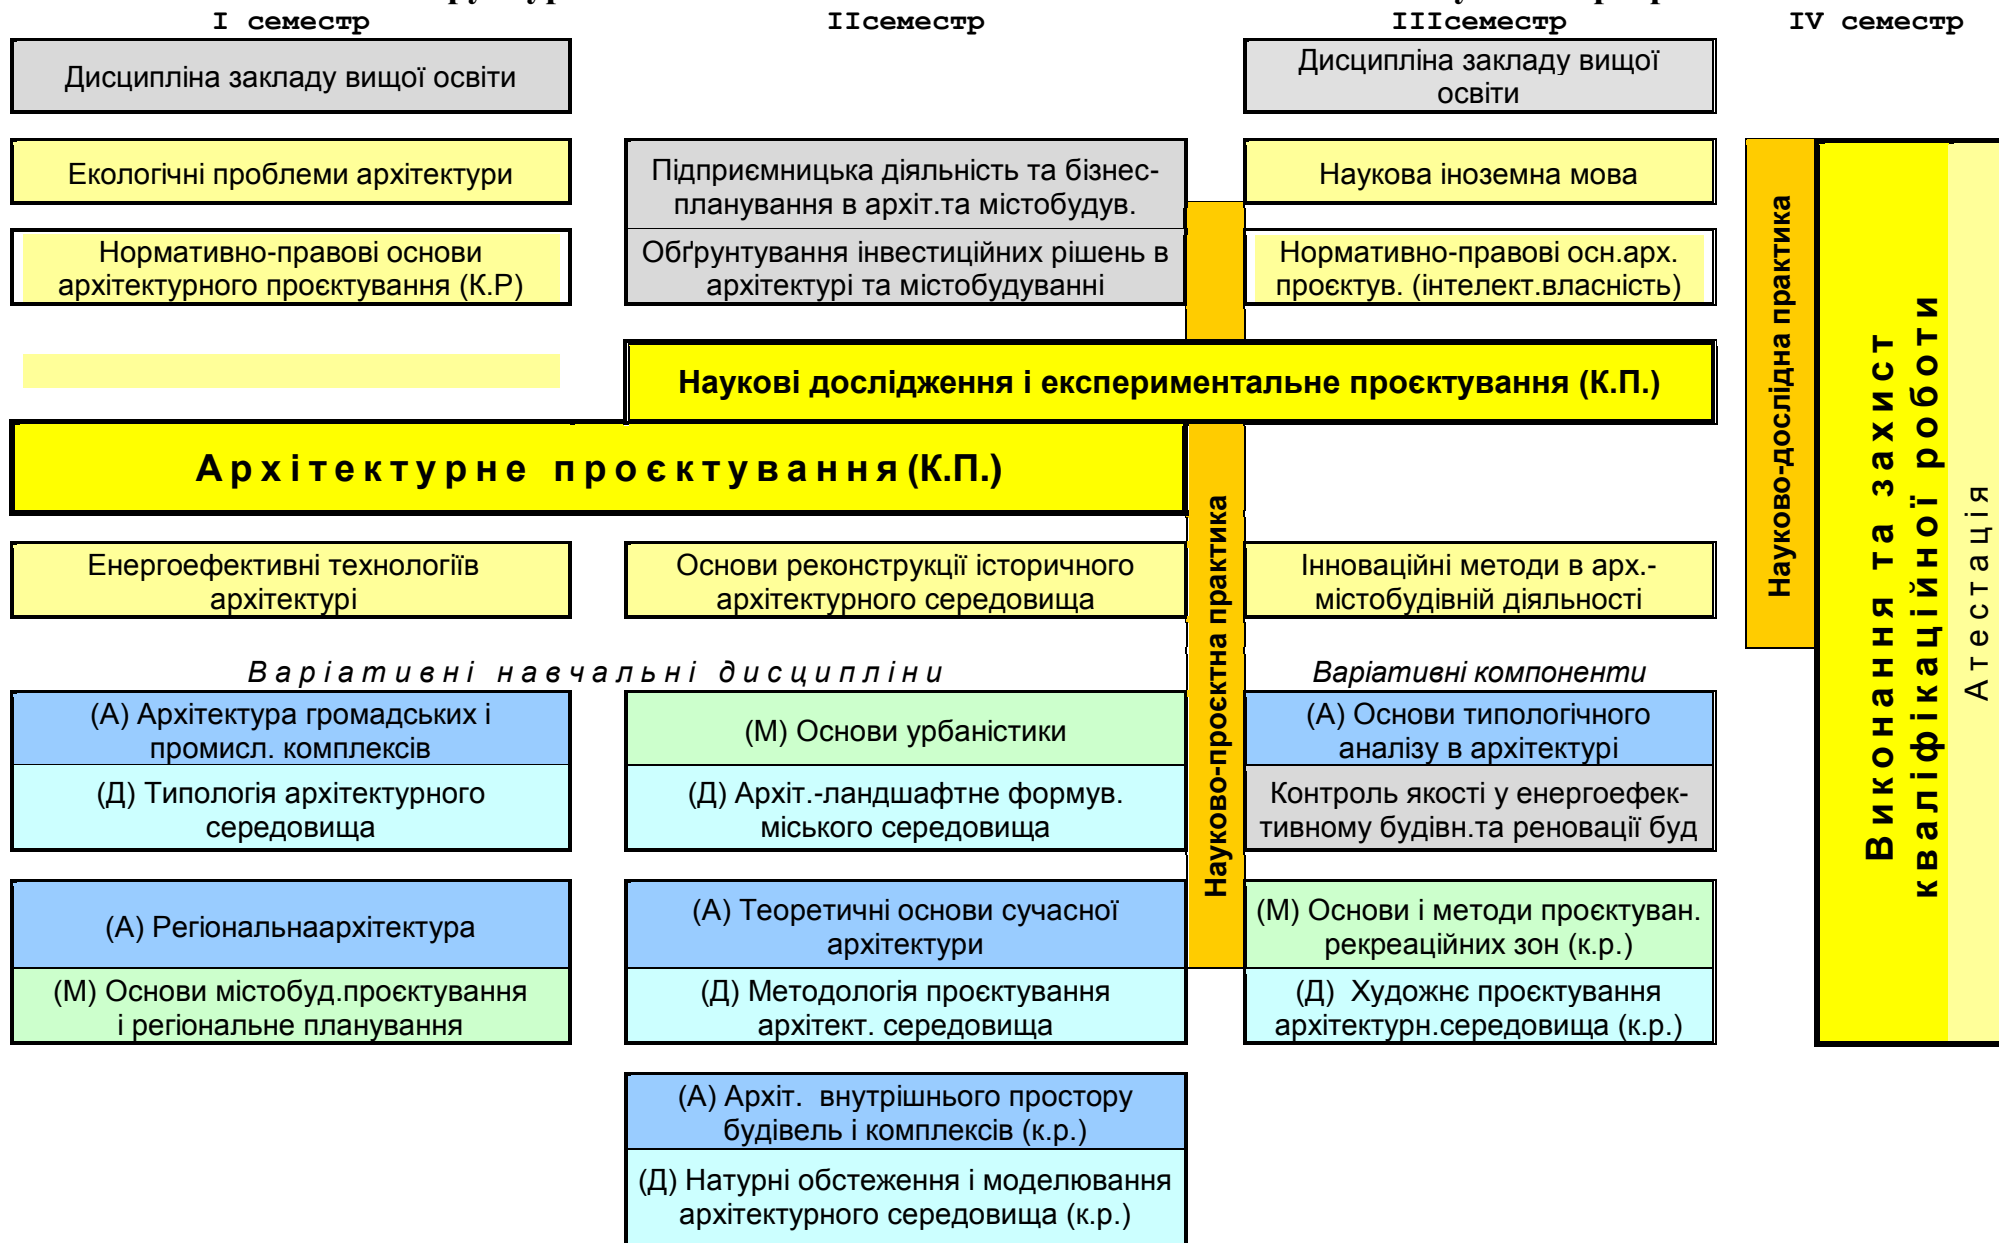 I семестр
IIсеместр
IIIсеместр
IV семестр
Дисципліна закладу вищої освіти
Дисципліна закладу вищої
освіти
Екологічні проблеми архітектури
Підприємницька діяльність та бізнес-
планування в архіт.та містобудув.
Наукова іноземна мова
Нормативно-правові основи
архітектурного проєктування (К.Р)
Обґрунтування інвестиційних рішень в
архітектурі та містобудуванні
Нормативно-правові осн.арх.
проєктув. (інтелект.власність)
Наукові дослідження і експериментальне проєктування (К.П.)
Архітектурне проєктування (К.П.)
Енергоефективні технологіїв
архітектурі
Основи реконструкції історичного
архітектурного середовища
Інноваційні методи в арх.-
містобудівній діяльності
Науково-проєктна практика
Науково-дослідна практика
Виконання та захист
кваліфікаційної роботи
Атестація
Варіативні навчальні дисципліни
Варіативні компоненти
(А) Архітектура громадських і
промисл. комплексів
(М) Основи урбаністики
(А) Основи типологічного
аналізу в архітектурі
(Д) Типологія архітектурного
середовища
(Д) Архіт.-ландшафтне формув.
міського середовища
Контроль якості у енергоефек-
тивному будівн.та реновації буд
(А) Регіональнаархітектура
(А) Теоретичні основи сучасної
архітектури
(М) Основи і методи проєктуван.
рекреаційних зон (к.р.)
(М) Основи містобуд.проєктування
і регіональне планування
(Д) Методологія проєктування
архітект. середовища
(Д) Художнє проєктування
архітектурн.середовища (к.р.)
(А) Архіт. внутрішнього простору
будівель і комплексів (к.р.)
(Д) Натурні обстеження і моделювання
архітектурного середовища (к.р.)